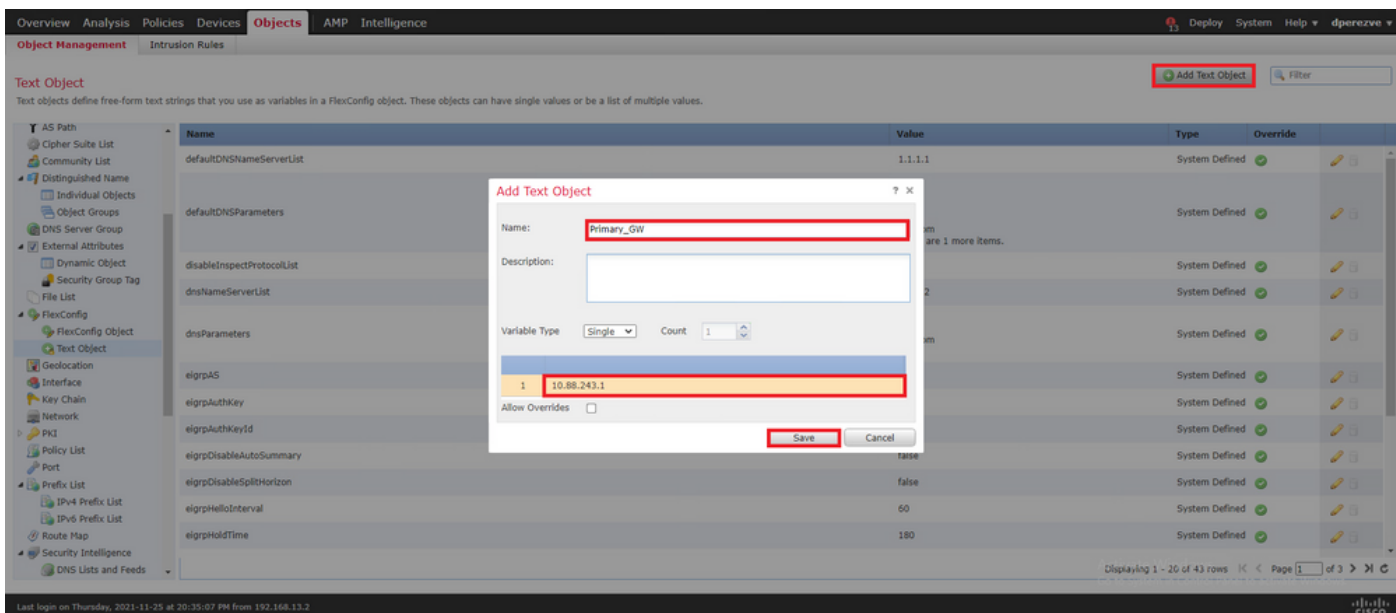 Overview Analysis Policies Devices Objects AMP Intelligence
13 Deploy System Help dperezve
Object Management Intrusion Rules
Text Object
Add Text Object Filter
Text objects define free-form text strings that you use as variables in a FlexConfig object. These objects can have single values or be a list of multiple values.
AS Path
Cipher Suite List
Community List
Distinguished Name
Individual Objects
Object Groups
DNS Server Group
External Attributes
Dynamic Object
Security Group Tag
File List
FlexConfig
FlexConfig Object
Text Object
Geolocation
Interface
Key Chain
Network
PKI
Policy List
Port
Prefix List
IPv4 Prefix List
IPv6 Prefix List
Route Map
Security Intelligence
DNS Lists and Feeds
Name Value Type Override
defaultDNSNameServerList 1.1.1.1 System Defined
defaultDNSParameters System Defined
om
are 1 more items.
disableInspectProtocolList System Defined
dnsNameServerList 2 System Defined
dnsParameters System Defined
om
eigrpAS System Defined
eigrpAuthKey System Defined
eigrpAuthKeyId System Defined
eigrpDisableAutoSummary false System Defined
eigrpDisableSplitHorizon false System Defined
eigrpHelloInterval 60 System Defined
eigrpHoldTime 180 System Defined
Add Text Object ? ×
Name: Primary_GW
Description:
Variable Type Single Count 1
1 10.88.243.1
Allow Overrides
Save Cancel
Displaying 1 - 20 of 43 rows Page 1 of 3
Last login on Thursday, 2021-11-25 at 20:35:07 PM from 192.168.13.2
cisco